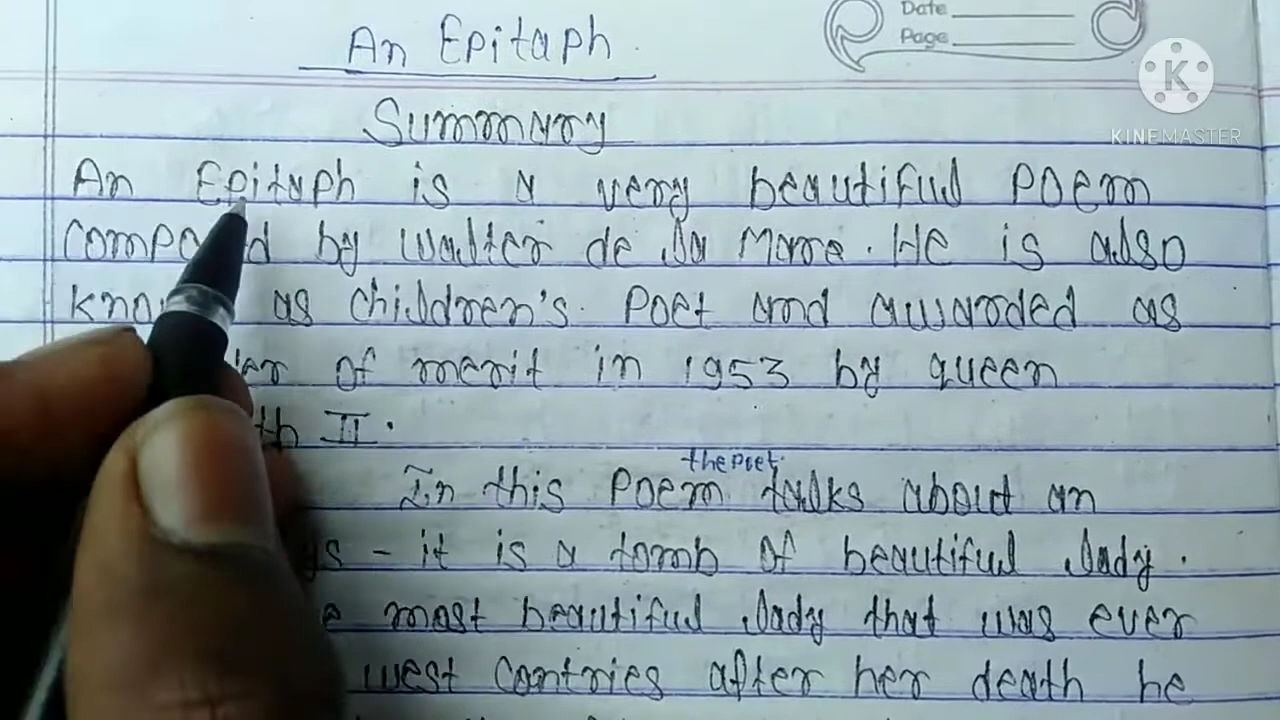 Date
Page
An Epitaph
KINEMASTER
Summary
An Epitaph is a very beautiful poem
by Walter de la Mare. He is also
as children's. Poet and awarded as
of merit in 1953 by queen
II.
the poet.
In this Poem talks about an
- it is a tomb of beautiful lady.
most beautiful lady that was ever
west contries after her death he